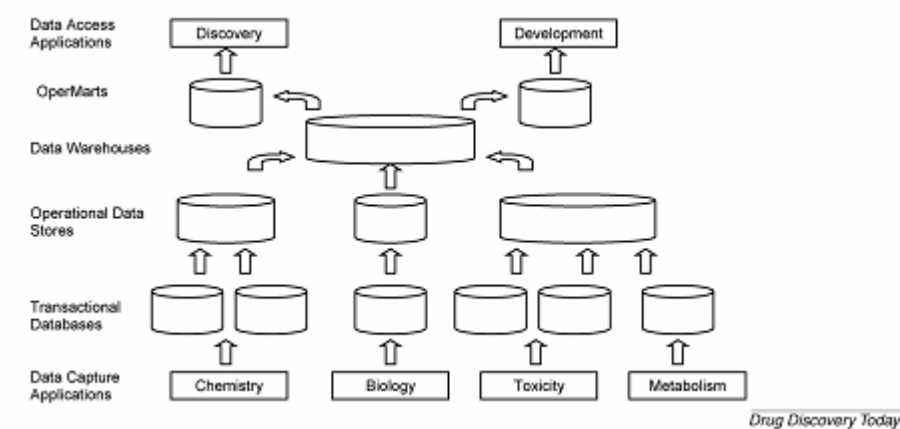 Data Access
Applications
Discovery
Development
OperMarts
Data Warehouses
Operational Data
Stores
Transactional
Databases
Data Capture
Applications
Chemistry
Biology
Toxicity
Metabolism
Drug Discovery Today